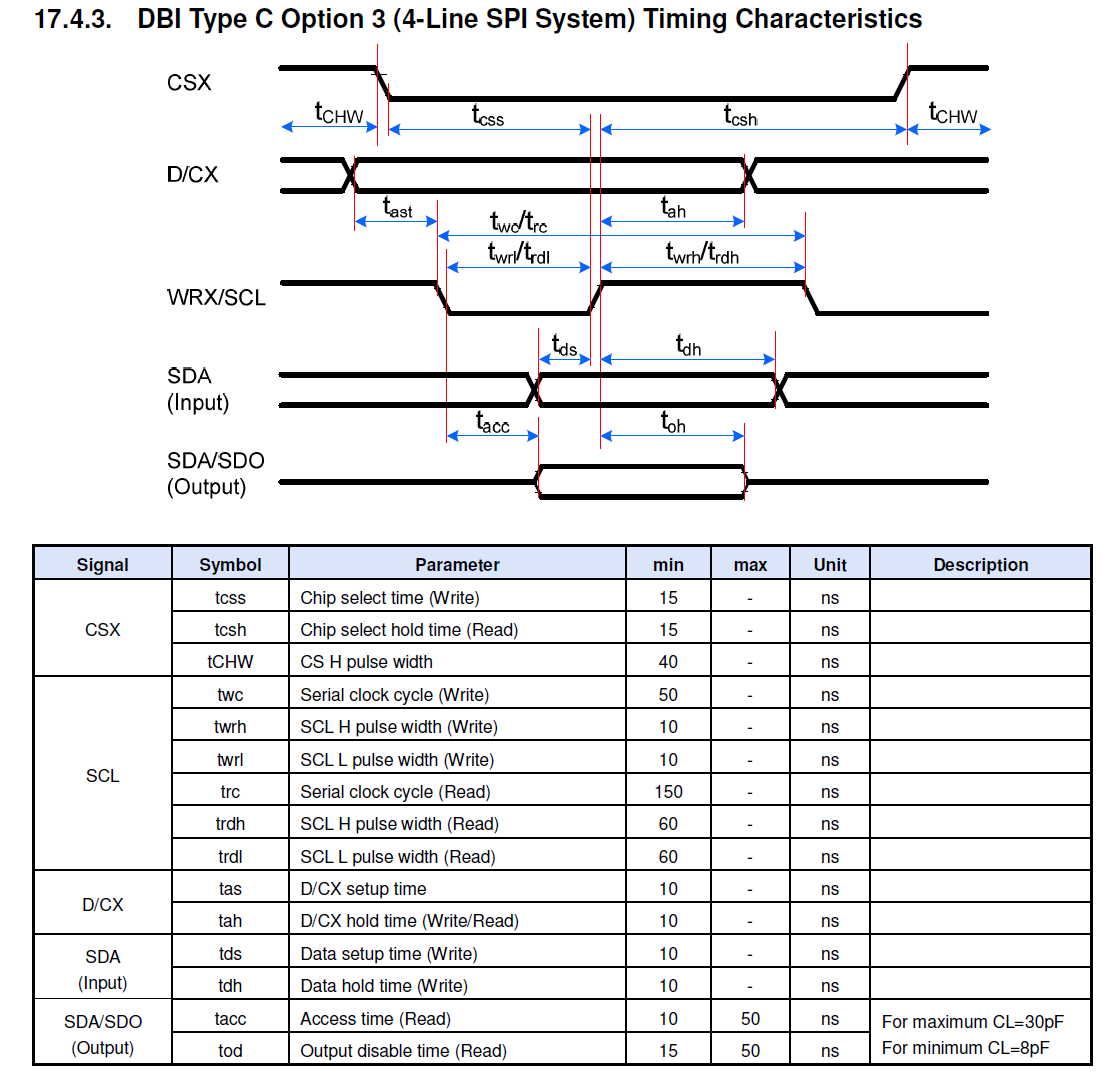 17.4.3. DBI Type C Option 3 (4-Line SPI System) Timing Characteristics
CSX
tCHW
tcss
tcsh
tCHW
D/CX
tast
twc/trc
tah
twrl/trdl
twrh/trdh
WRX/SCL
tds
tdh
SDA
(Input)
tacc
toh
SDA/SDO
(Output)
Signal Symbol Parameter min max Unit Description
CSX
tcss Chip select time (Write) 15 - ns
tcsh Chip select hold time (Read) 15 - ns
tCHW CS H pulse width 40 - ns
SCL
twc Serial clock cycle (Write) 50 - ns
twrh SCL H pulse width (Write) 10 - ns
twrl SCL L pulse width (Write) 10 - ns
trc Serial clock cycle (Read) 150 - ns
trdh SCL H pulse width (Read) 60 - ns
trdl SCL L pulse width (Read) 60 - ns
D/CX
tas D/CX setup time 10 - ns
tah D/CX hold time (Write/Read) 10 - ns
SDA
(Input)
tds Data setup time (Write) 10 - ns
tdh Data hold time (Write) 10 - ns
SDA/SDO
(Output)
tacc Access time (Read) 10 50 ns
tod Output disable time (Read) 15 50 ns
For maximum CL=30pF
For minimum CL=8pF